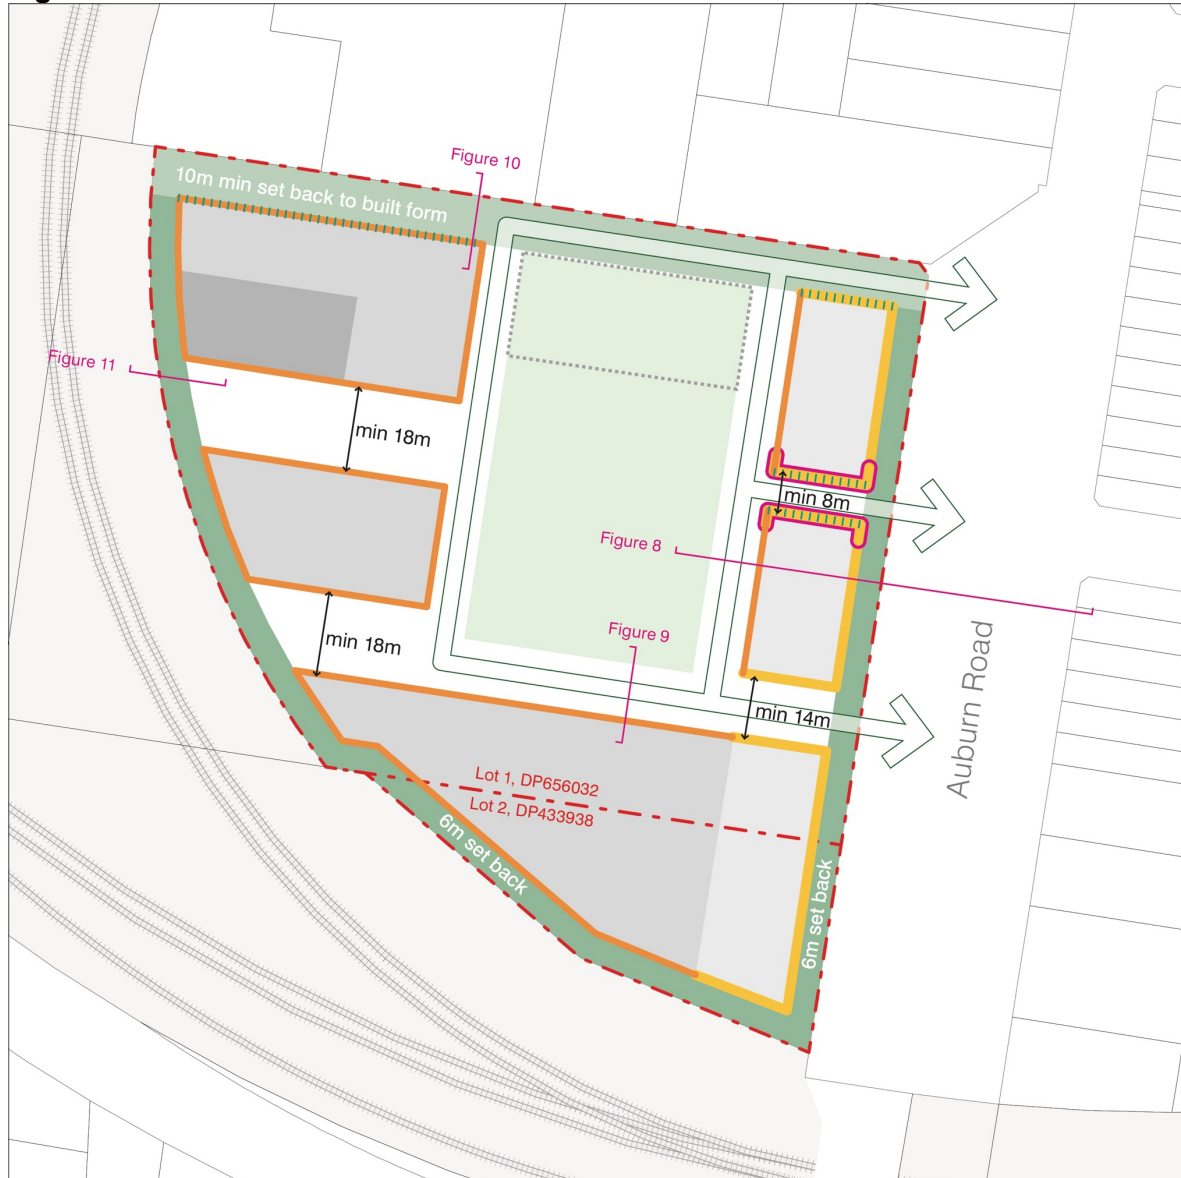 Figure 10
10m min set back to built form
Figure 11
min 18m
min 8m
Figure 8
min 18m
Figure 9
min 14m
Auburn Road
Lot 1, DP656032
Lot 2, DP433938
6m set back
6m set back